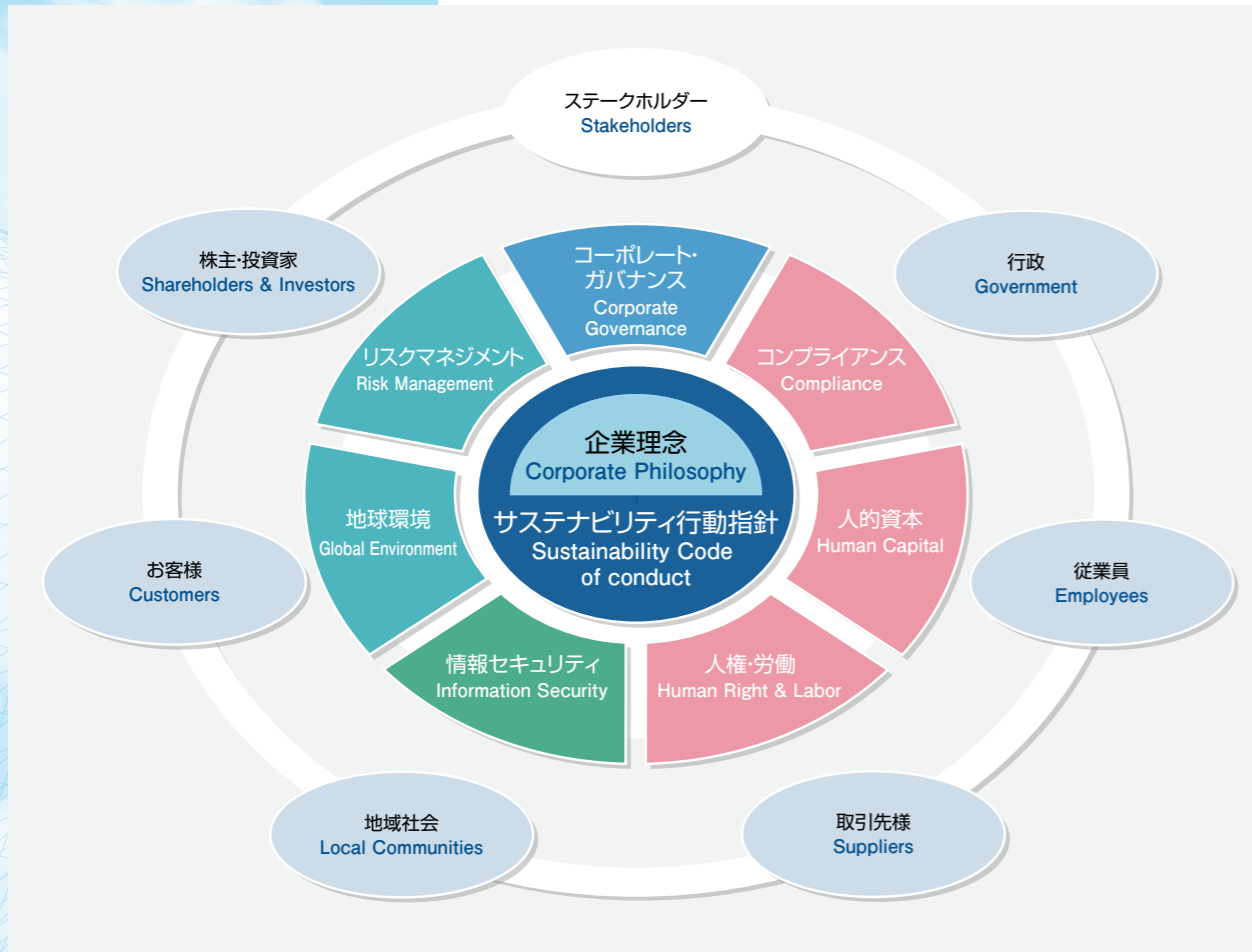 ステークホルダー
Stakeholders
株主・投資家
Shareholders & Investors
行政
Government
コーポレート・
ガバナンス
Corporate
Governance
リスクマネジメント
Risk Management
コンプライアンス
Compliance
企業理念
Corporate Philosophy
サステナビリティ行動指針
Sustainability Code
of conduct
地球環境
Global Environment
人的資本
Human Capital
お客様
Customers
従業員
Employees
情報セキュリティ
Information Security
人権・労働
Human Right & Labor
地域社会
Local Communities
取引先様
Suppliers